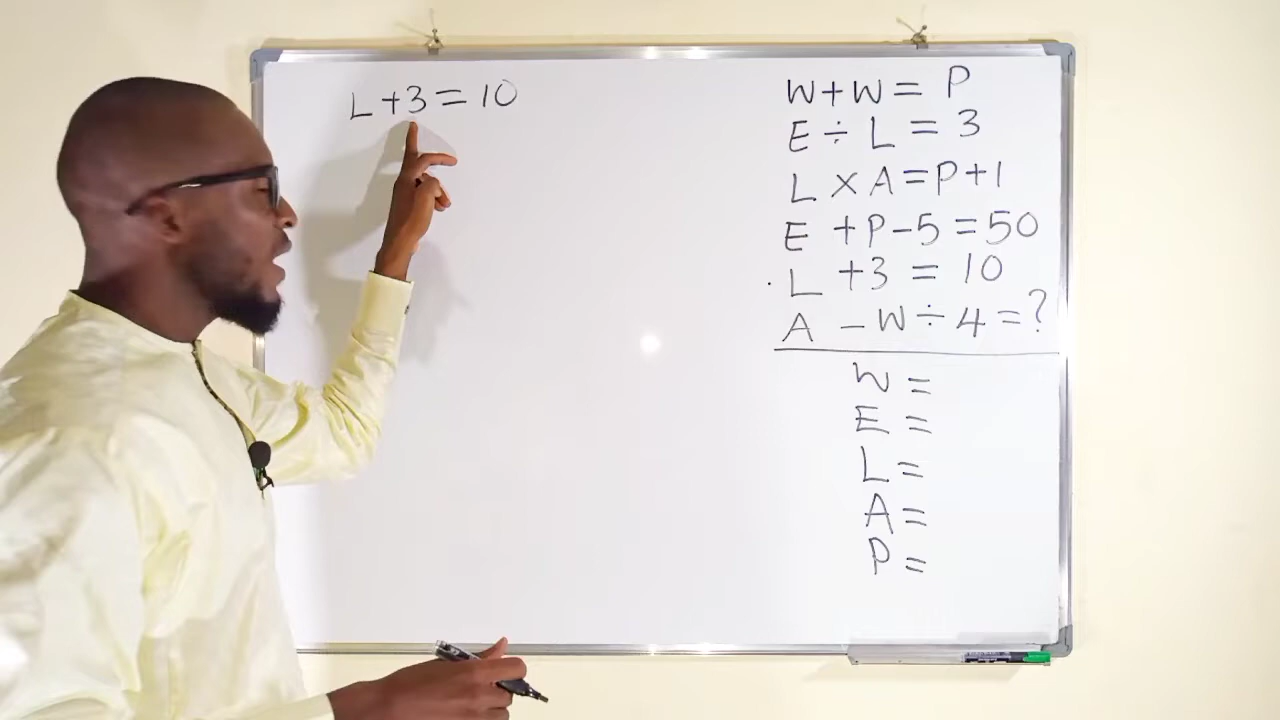 L + 3 = 10
W + W = P
E ÷ L = 3
L × A = P + 1
E + P - 5 = 50
L + 3 = 10
A - W ÷ 4 = ?
W =
E =
L =
A =
P =